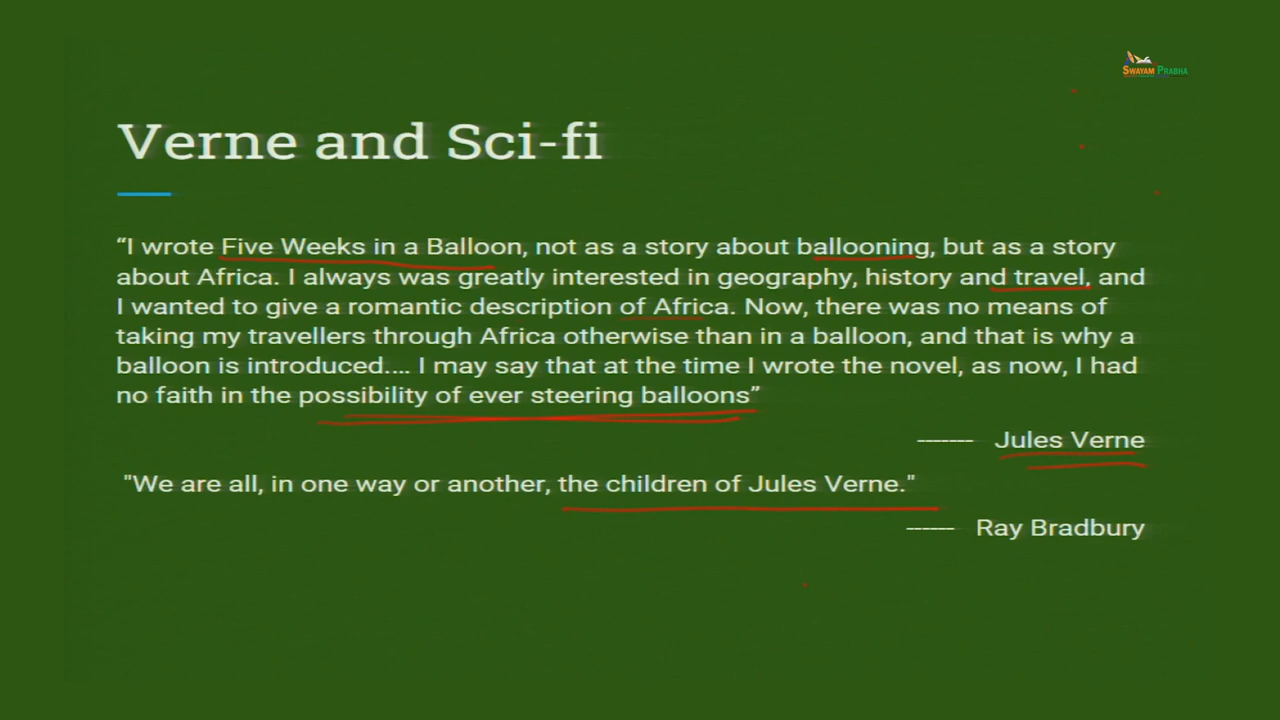 SWAYAM PRABHA
Verne and Sci-fi
“I wrote Five Weeks in a Balloon, not as a story about ballooning, but as a story
about Africa. I always was greatly interested in geography, history and travel, and
I wanted to give a romantic description of Africa. Now, there was no means of
taking my travellers through Africa otherwise than in a balloon, and that is why a
balloon is introduced.... I may say that at the time I wrote the novel, as now, I had
no faith in the possibility of ever steering balloons”
------- Jules Verne
"We are all, in one way or another, the children of Jules Verne."
------ Ray Bradbury